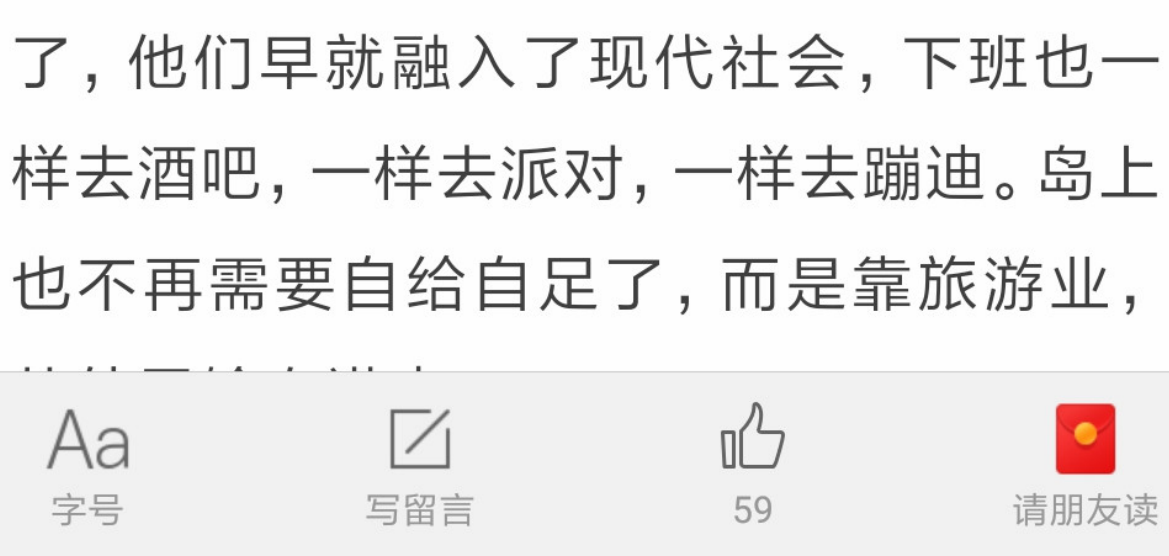 了，他们早就融入了现代社会，下班也一
样去酒吧，一样去派对，一样去蹦迪。岛上
也不再需要自给自足了，而是靠旅游业，
Aa
字号
写留言
59
请朋友读